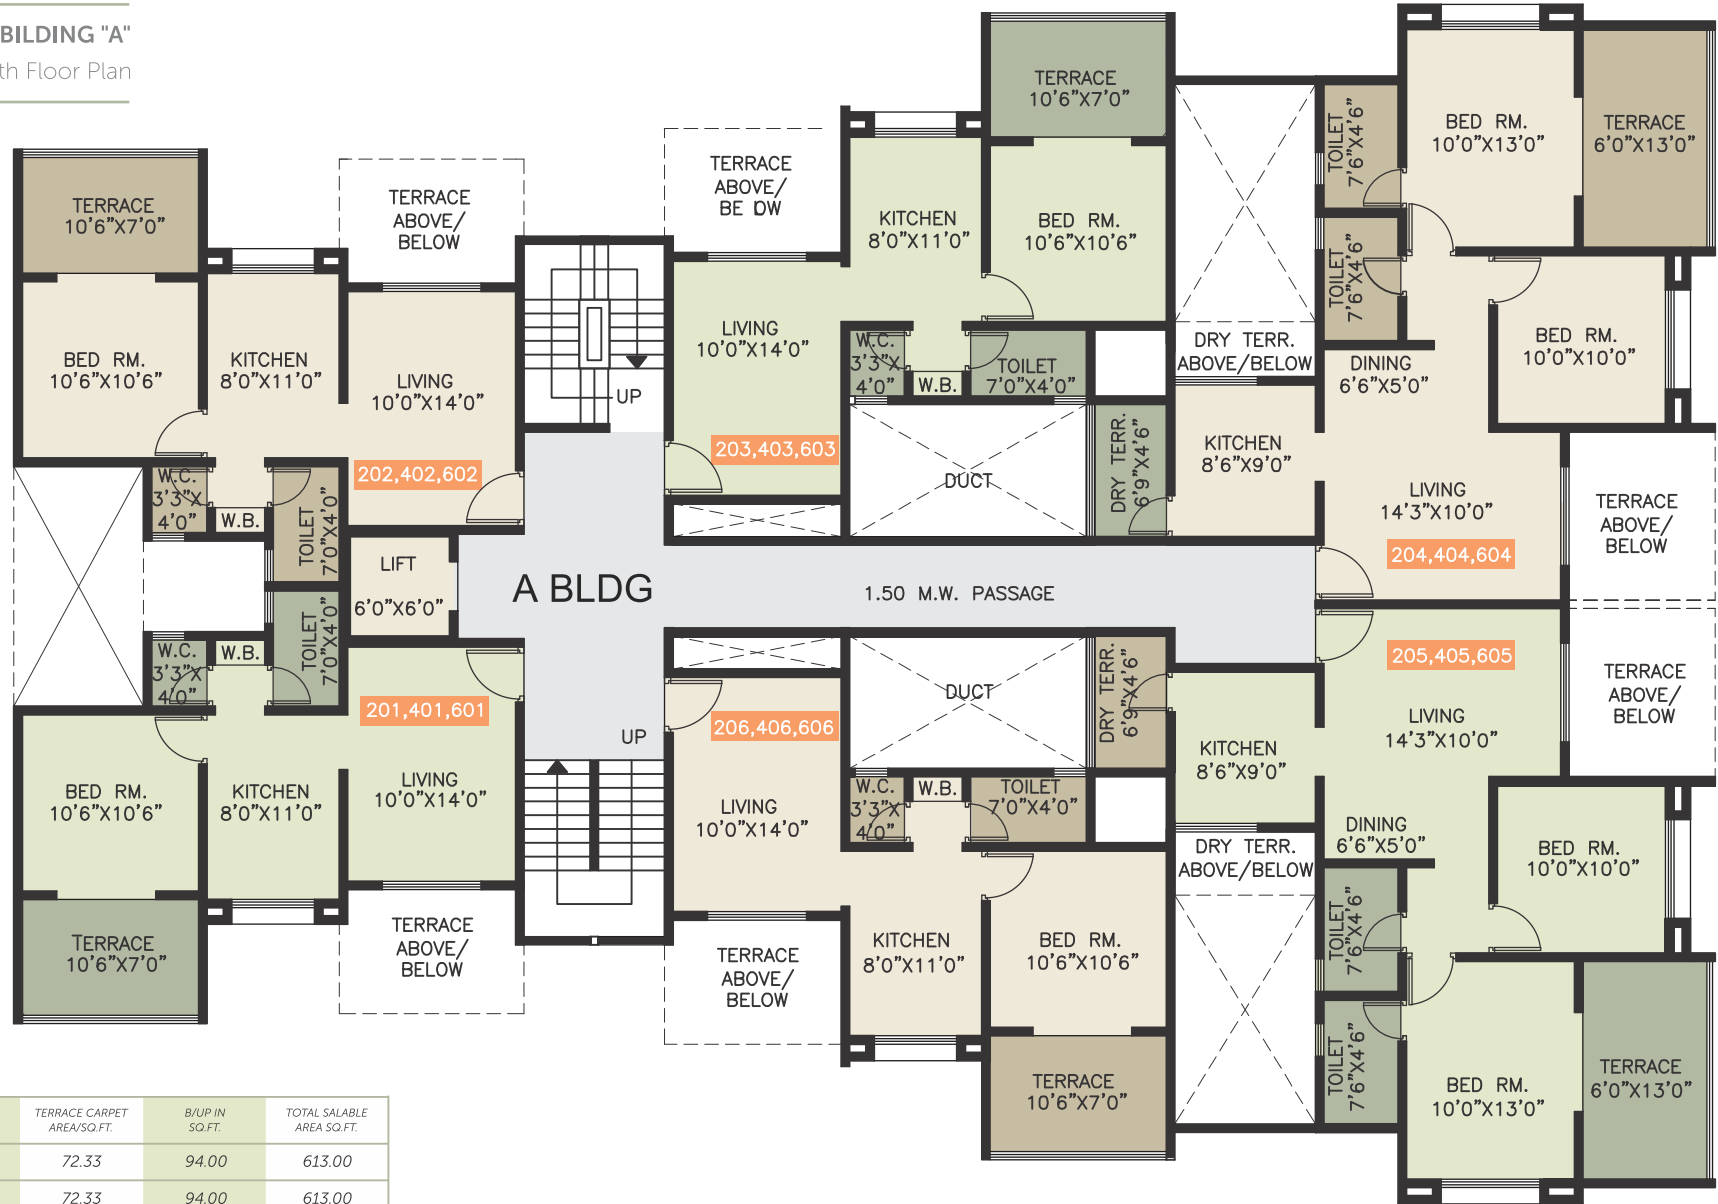 BILDING "A"
th Floor Plan
TERRACE
10'6"X7'0"
BED RM.
10'6"X10'6"
KITCHEN
8'0"X11'0"
TERRACE
ABOVE/
BELOW
LIVING
10'0"X14'0"
202,402,602
W.C.
3'3"X
4'0"
W.B.
TOILET
7'0"X4'0"
LIFT
6'0"X6'0"
UP
A BLDG
1.50 M.W. PASSAGE
TERRACE
ABOVE/
BE OW
LIVING
10'0"X14'0"
203,403,603
KITCHEN
8'0"X11'0"
TERRACE
10'6"X7'0"
BED RM.
10'6"X10'6"
W.C.
3'3"X
4'0"
W.B.
TOILET
7'0"X4'0"
DUCT
DRY TERR.
6'9"X4'6"
DRY TERR.
ABOVE/BELOW
KITCHEN
8'6"X9'0"
TOILET
7'6"X4'6"
TOILET
7'6"X4'6"
BED RM.
10'0"X13'0"
TERRACE
6'0"X13'0"
BED RM.
10'0"X10'0"
DINING
6'6"X5'0"
LIVING
14'3"X10'0"
204,404,604
TERRACE
ABOVE/
BELOW
W.C.
3'3"X
4'0"
W.B.
TOILET
7'0"X4'0"
201,401,601
LIVING
10'0"X14'0"
BED RM.
10'6"X10'6"
KITCHEN
8'0"X11'0"
TERRACE
10'6"X7'0"
TERRACE
ABOVE/
BELOW
UP
206,406,606
LIVING
10'0"X14'0"
TERRACE
ABOVE/
BELOW
DUCT
DRY TERR.
6'9"X4'6"
W.C.
3'3"X
4'0"
W.B.
TOILET
7'0"X4'0"
KITCHEN
8'0"X11'0"
BED RM.
10'6"X10'6"
TERRACE
10'6"X7'0"
205,405,605
LIVING
14'3"X10'0"
TERRACE
ABOVE/
BELOW
KITCHEN
8'6"X9'0"
DINING
6'6"X5'0"
DRY TERR.
ABOVE/BELOW
BED RM.
10'0"X10'0"
TOILET
7'6"X4'6"
TOILET
7'6"X4'6"
BED RM.
10'0"X13'0"
TERRACE
6'0"X13'0"
TERRACE CARPET
AREA/SQ.FT.
B/UP IN
SQ.FT.
TOTAL SALABLE
AREA SQ.FT.
72.33 94.00 613.00
72.33 94.00 613.00